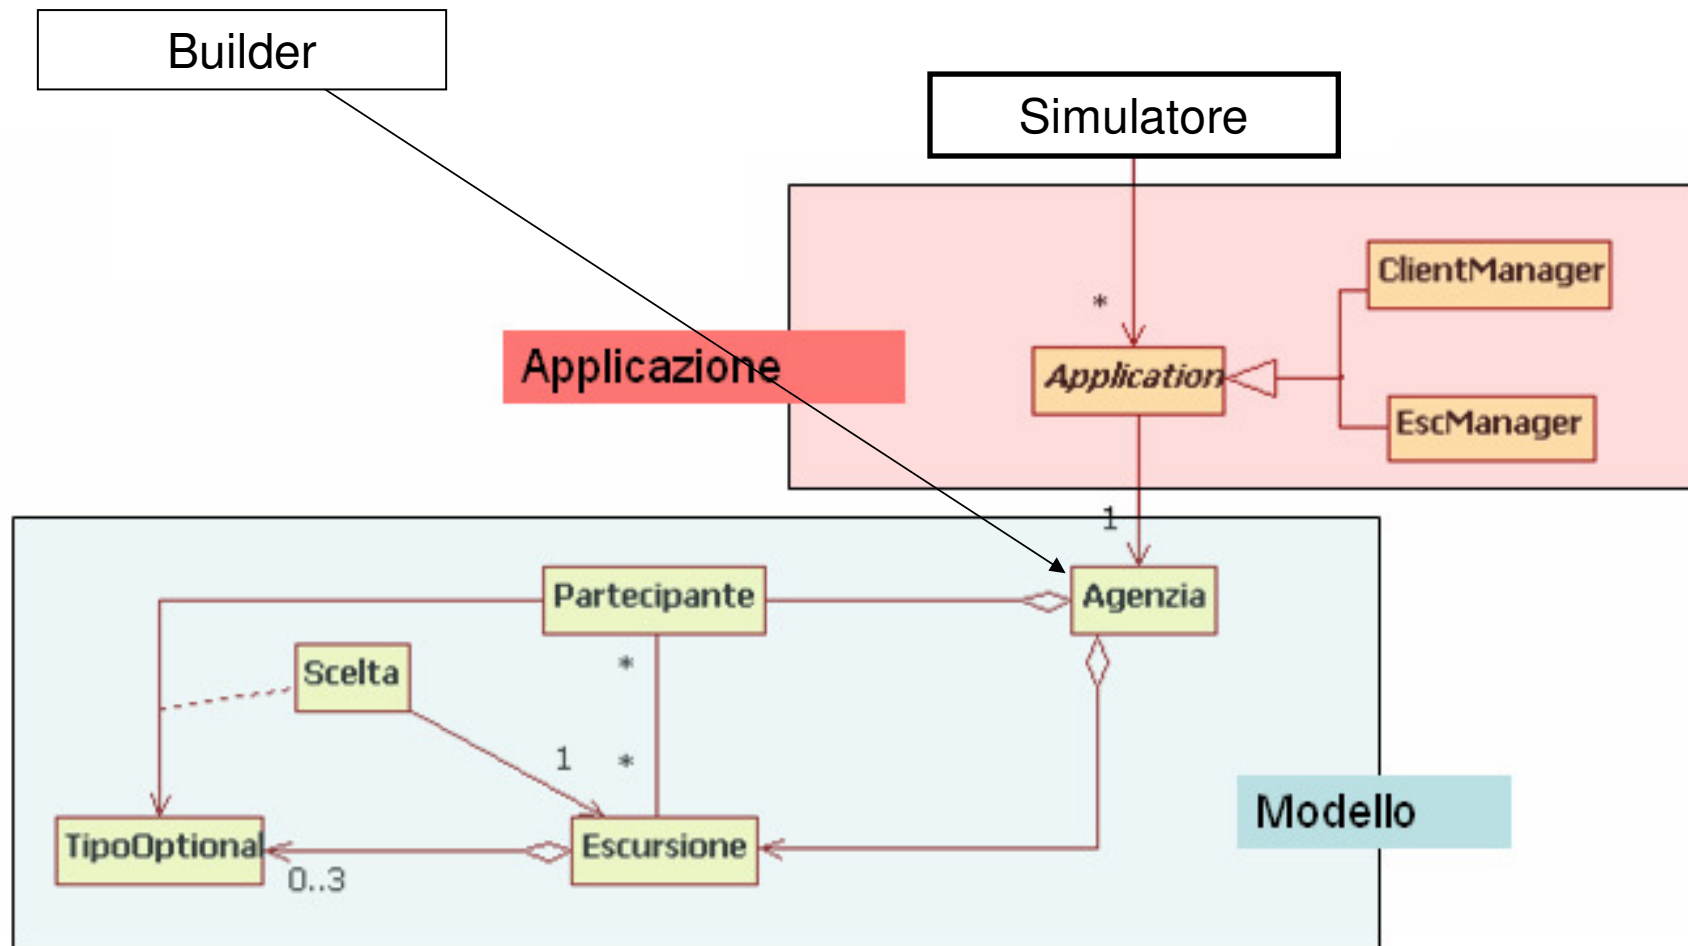 Builder
Simulatore
ClientManager
*
Applicazione
Application
EscManager
1
Partecipante
Agenzia
*
Scelta
1
*
Modello
TipoOptional
Escursione
0..3